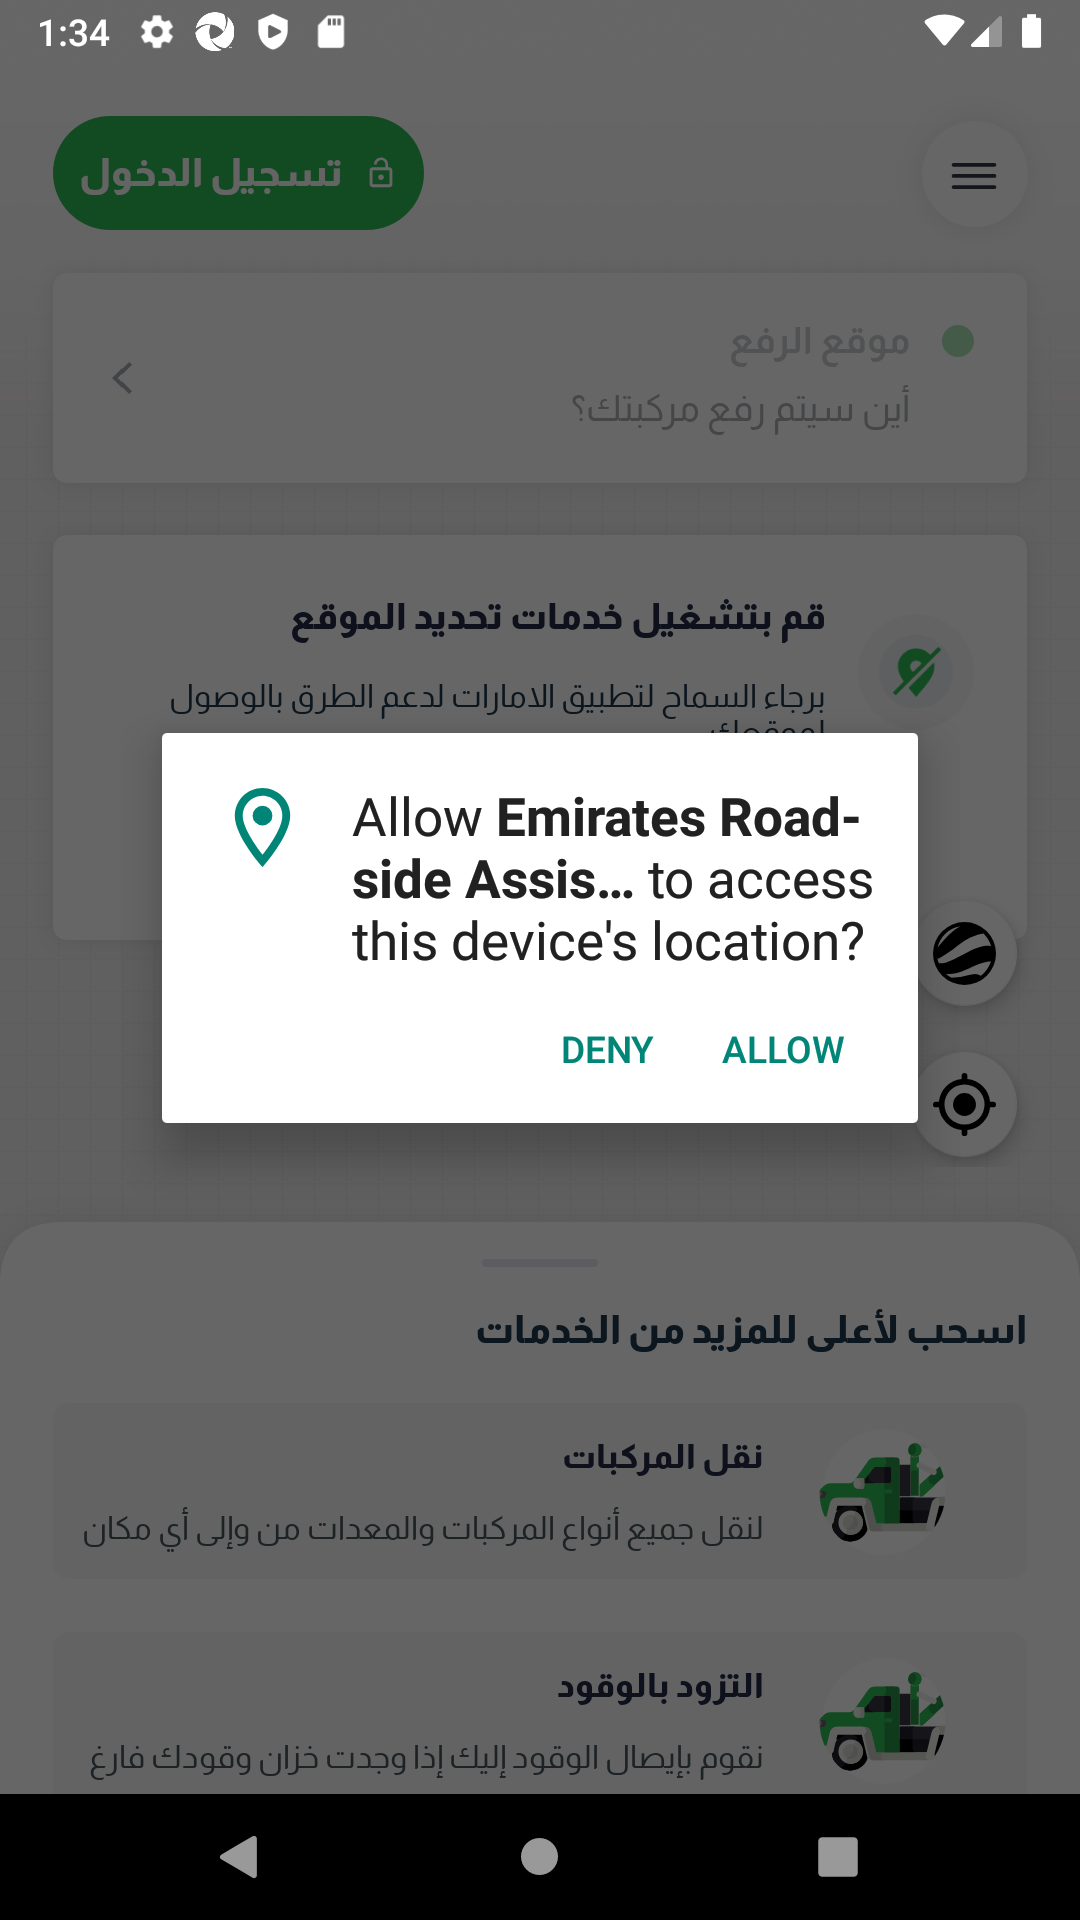 1:34
تسجيل الدخول
موقع الرفع
أين سيتم رفع مركبتك؟
قم بتشغيل خدمات تحديد الموقع
برجاء السماح لتطبيق الامارات لدعم الطرق بالوصول
Allow Emirates Road-
side Assis... to access
this device's location?
DENY ALLOW
اسحب لأعلى للمزيد من الخدمات
نقل المركبات
لنقل جميع أنواع المركبات والمعدات من وإلى أي مكان
التزود بالوقود
نقوم بإيصال الوقود إليك إذا وجدت خزان وقودك فارغ